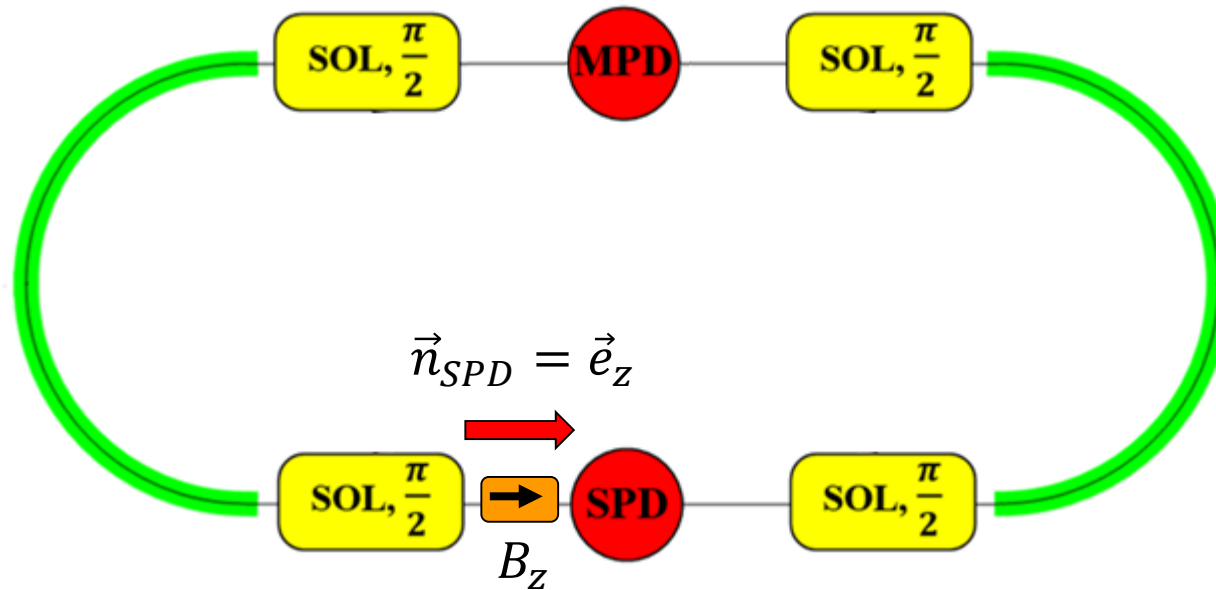 SOL, π/2
MPD
SOL, π/2
n⃗_SPD = e⃗_z
SOL, π/2
SPD
SOL, π/2
B_z